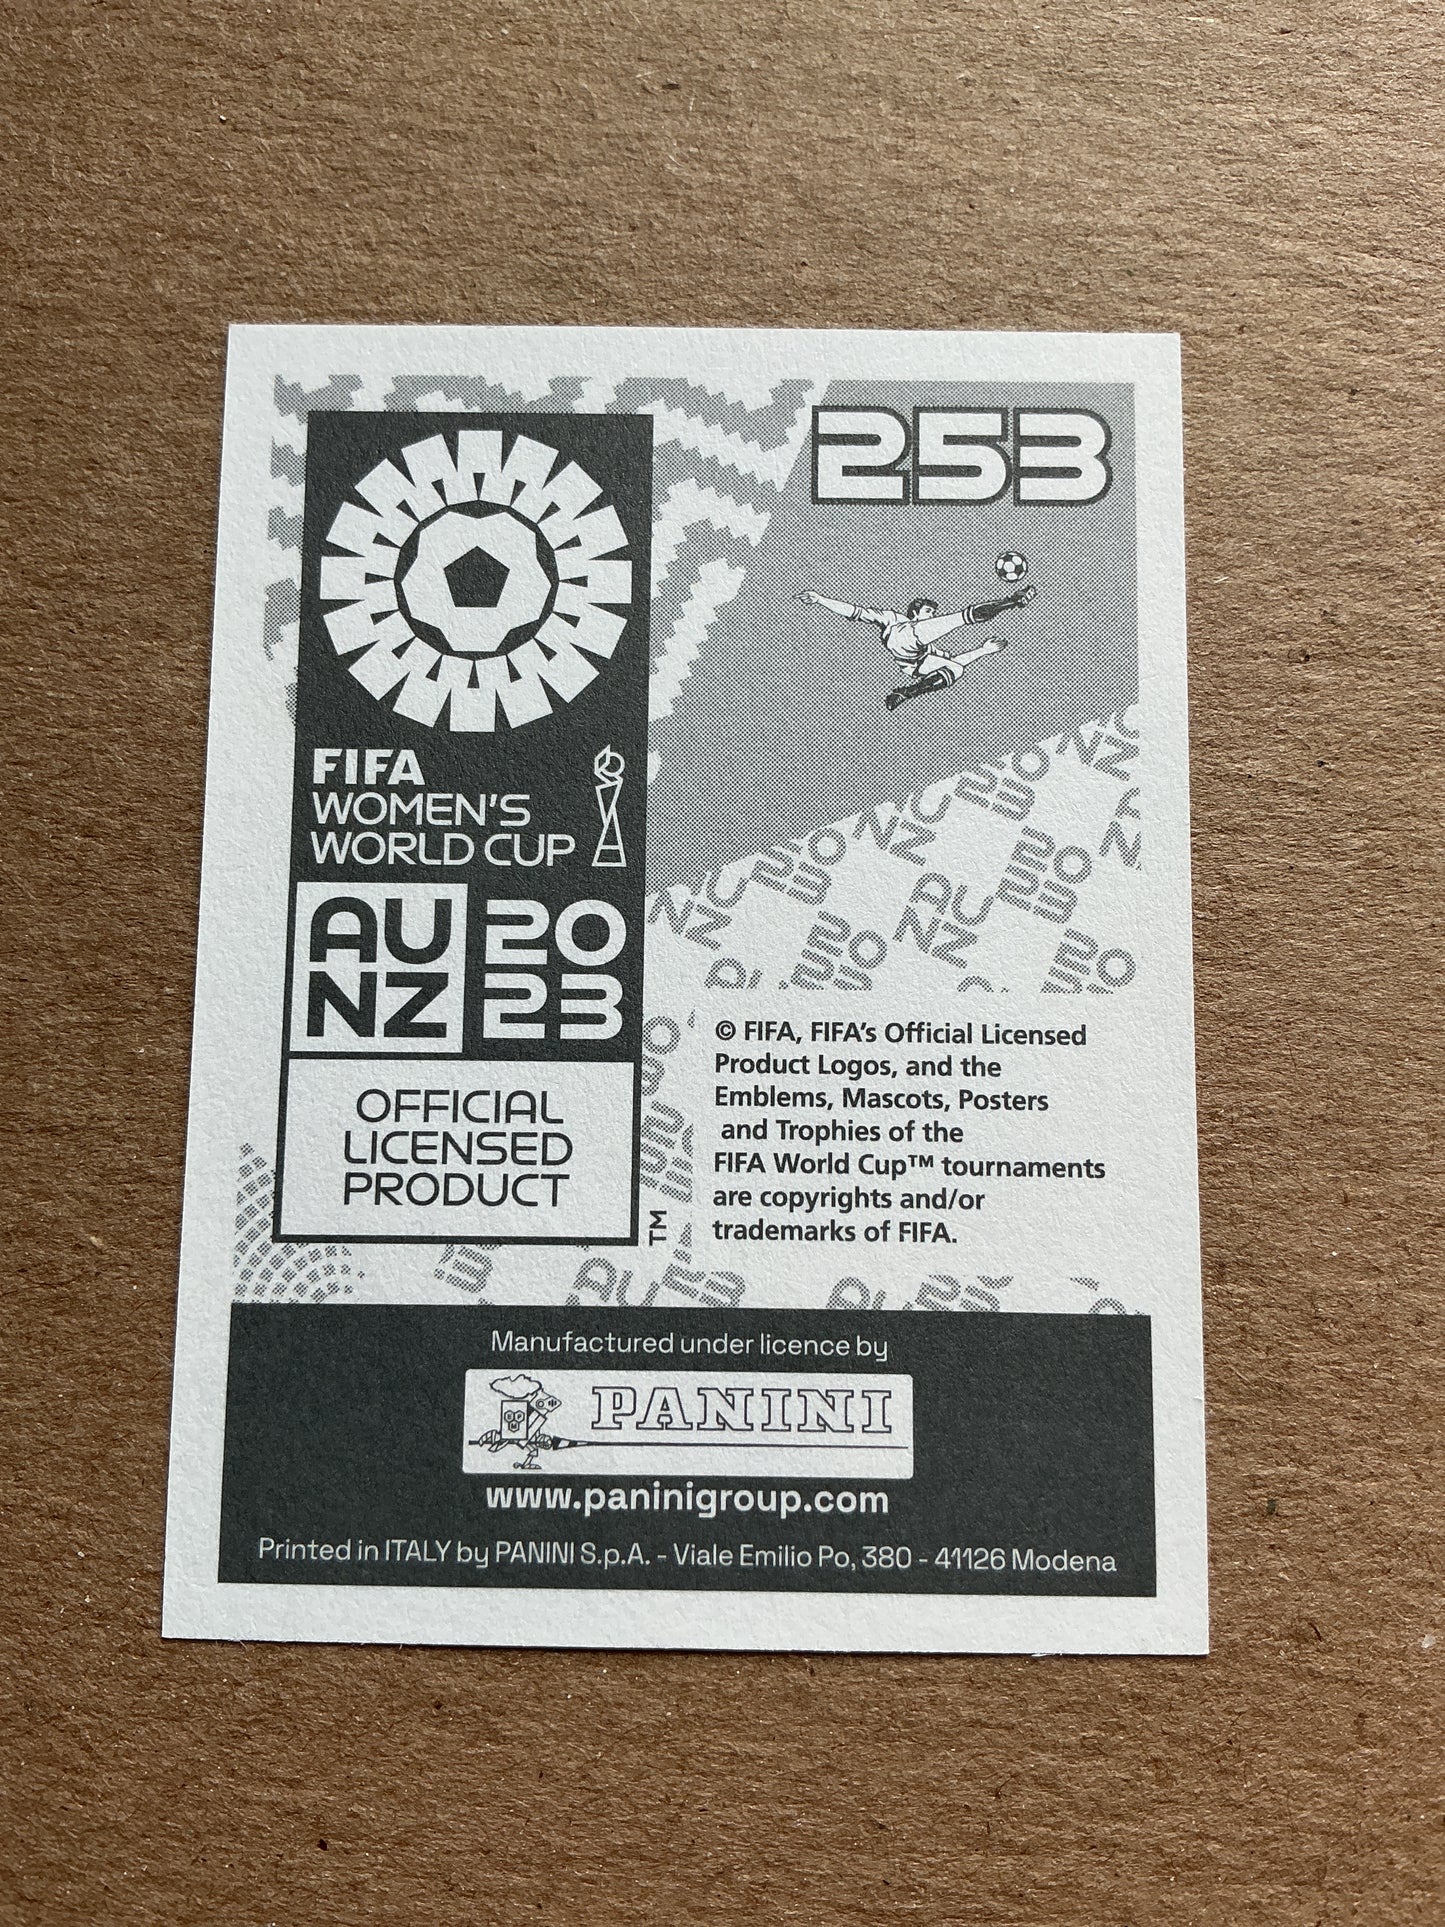 253
FIFA
WOMEN'S
WORLD CUP
AU
NZ
20
23
OFFICIAL
LICENSED
PRODUCT
TM
© FIFA, FIFA's Official Licensed
Product Logos, and the
Emblems, Mascots, Posters
and Trophies of the
FIFA World Cup™ tournaments
are copyrights and/or
trademarks of FIFA.
Manufactured under licence by
PANINI
www.paninigroup.com
Printed in ITALY by PANINI S.p.A. - Viale Emilio Po, 380 - 41126 Modena